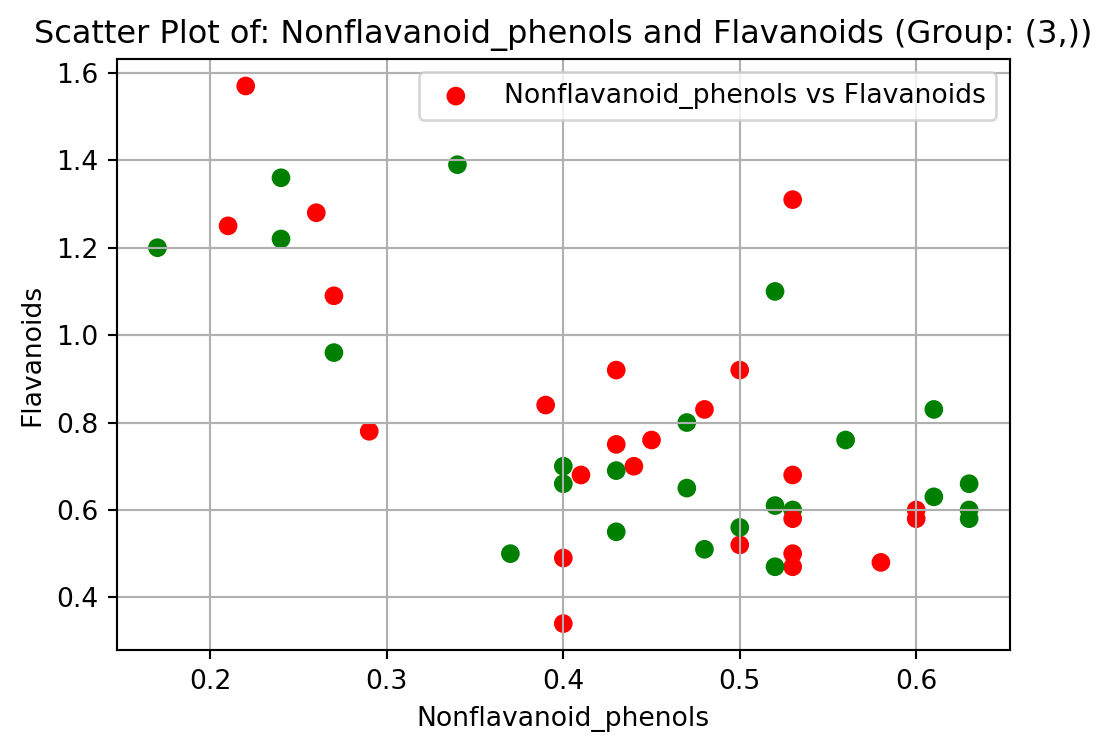 Scatter Plot of: Nonflavanoid_phenols and Flavanoids (Group: (3,))
Nonflavanoid_phenols vs Flavanoids
Flavanoids
1.6
1.4
1.2
1.0
0.8
0.6
0.4
0.2 0.3 0.4 0.5 0.6
Nonflavanoid_phenols